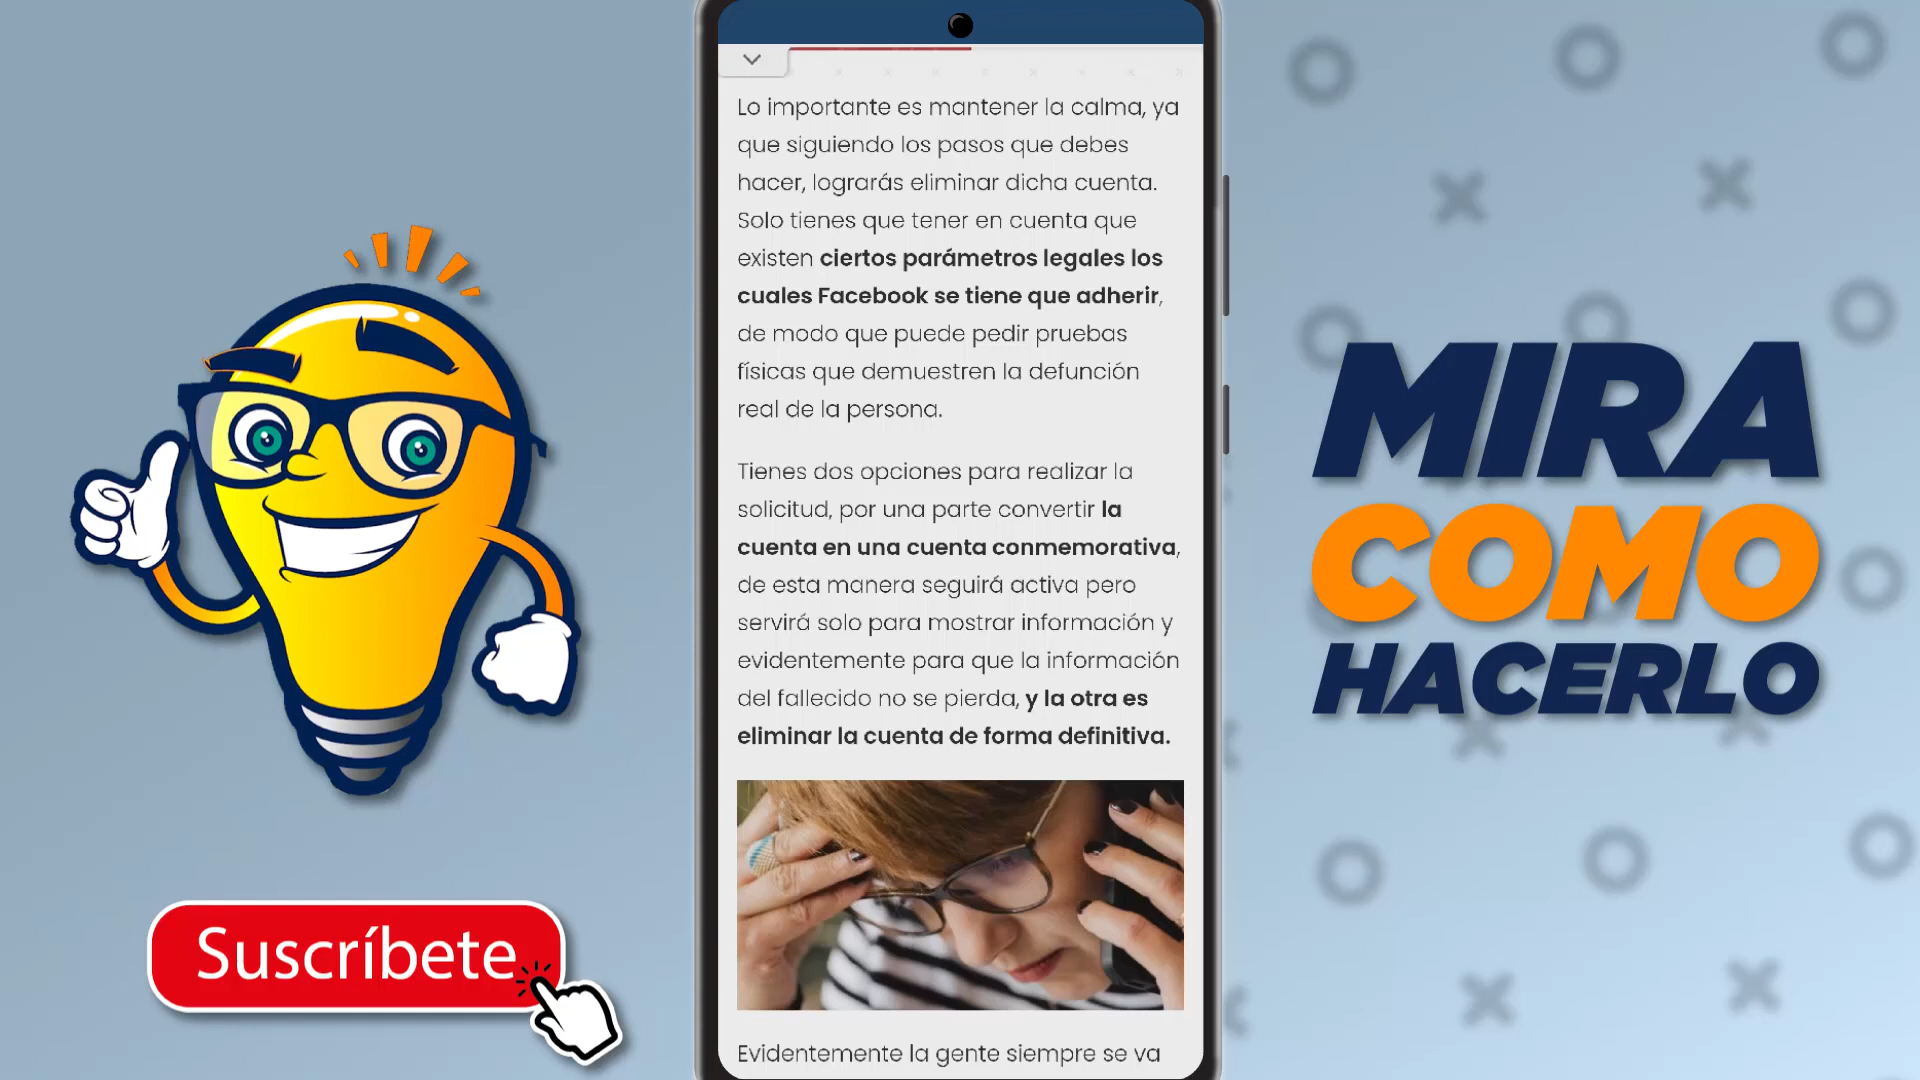 Lo importante es mantener la calma, ya
que siguiendo los pasos que debes
hacer, lograrás eliminar dicha cuenta.
Solo tienes que tener en cuenta que
existen ciertos parámetros legales los
cuales Facebook se tiene que adherir,
de modo que puede pedir pruebas
físicas que demuestren la defunción
real de la persona.
Tienes dos opciones para realizar la
solicitud, por una parte convertir la
cuenta en una cuenta conmemorativa,
de esta manera seguirá activa pero
servirá solo para mostrar información y
evidentemente para que la información
del fallecido no se pierda, y la otra es
eliminar la cuenta de forma definitiva.
Evidentemente la gente siempre se va
Suscríbete
MIRA
COMO
HACERLO